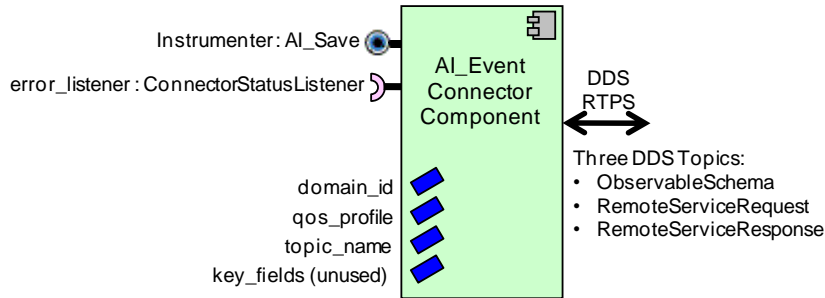 Instrumenter : AI_Save
error_listener : ConnectorStatusListener
AI_Event
Connector
Component
DDS
RTPS
Three DDS Topics:
• ObservableSchema
• RemoteServiceRequest
• RemoteServiceResponse
domain_id
qos_profile
topic_name
key_fields (unused)